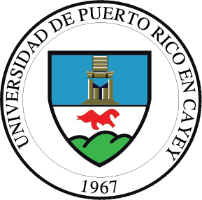 UNIVERSIDAD DE PUERTO RICO EN CAYEY
1967